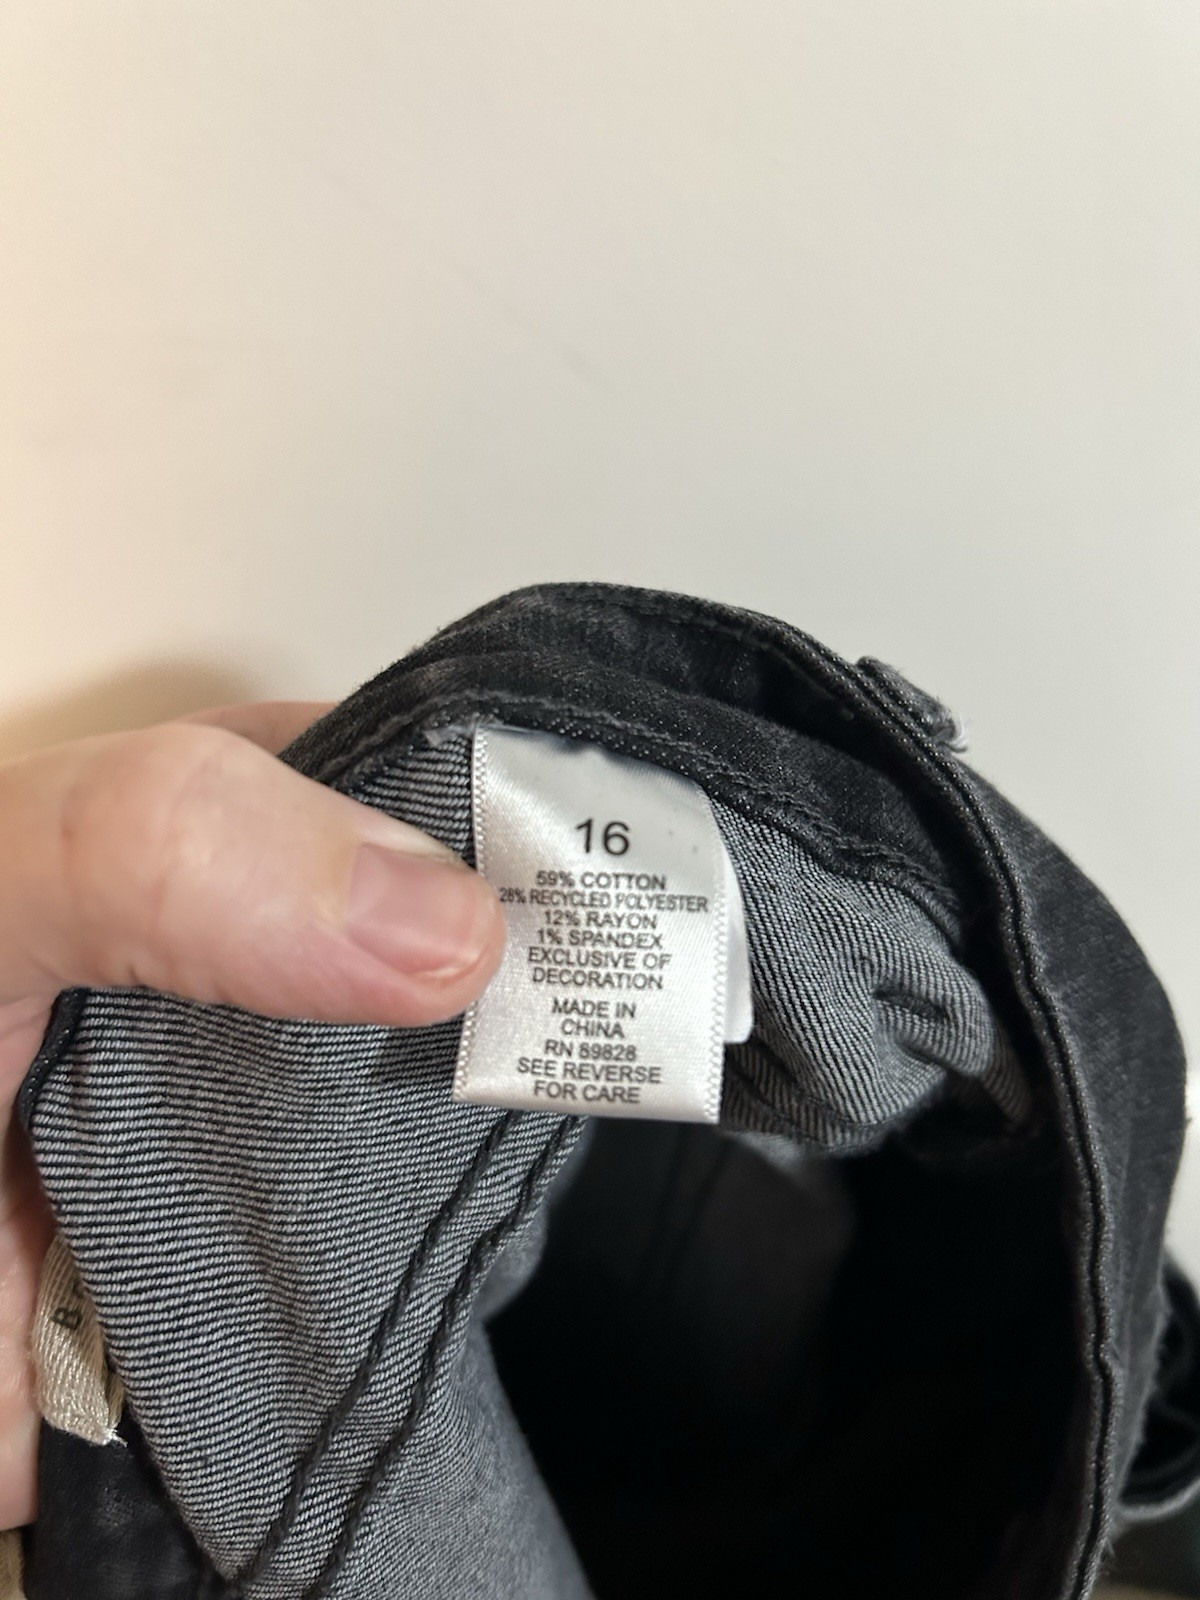 16
59% COTTON
28% RECYCLED POLYESTER
12% RAYON
1% SPANDEX
EXCLUSIVE OF
DECORATION
MADE IN
CHINA
RN 89828
SEE REVERSE
FOR CARE
B